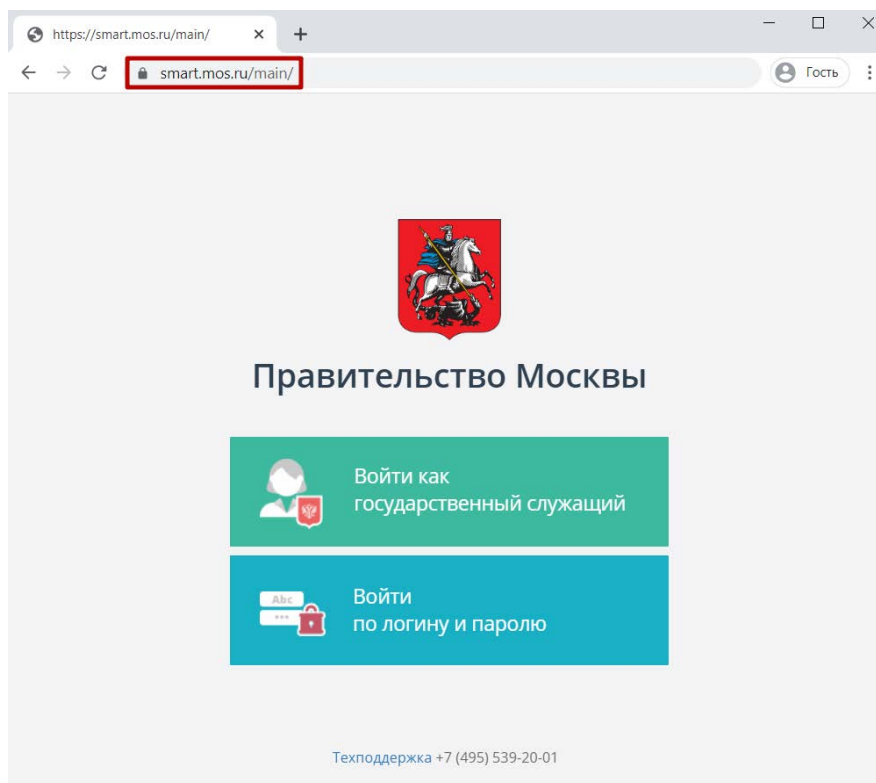 https://smart.mos.ru/main/
smart.mos.ru/main/
Гость
Правительство Москвы
Войти как
государственный служащий
Abc
***
Войти
по логину и паролю
Техподдержка +7 (495) 539-20-01